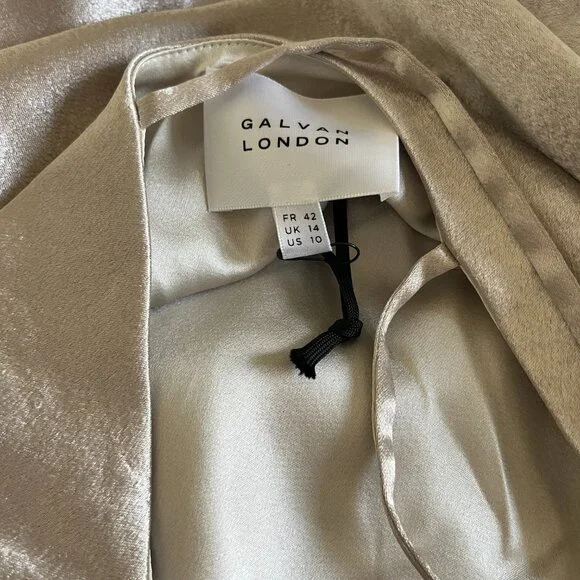 GALVAN
LONDON
FR 42
UK 14
US 10